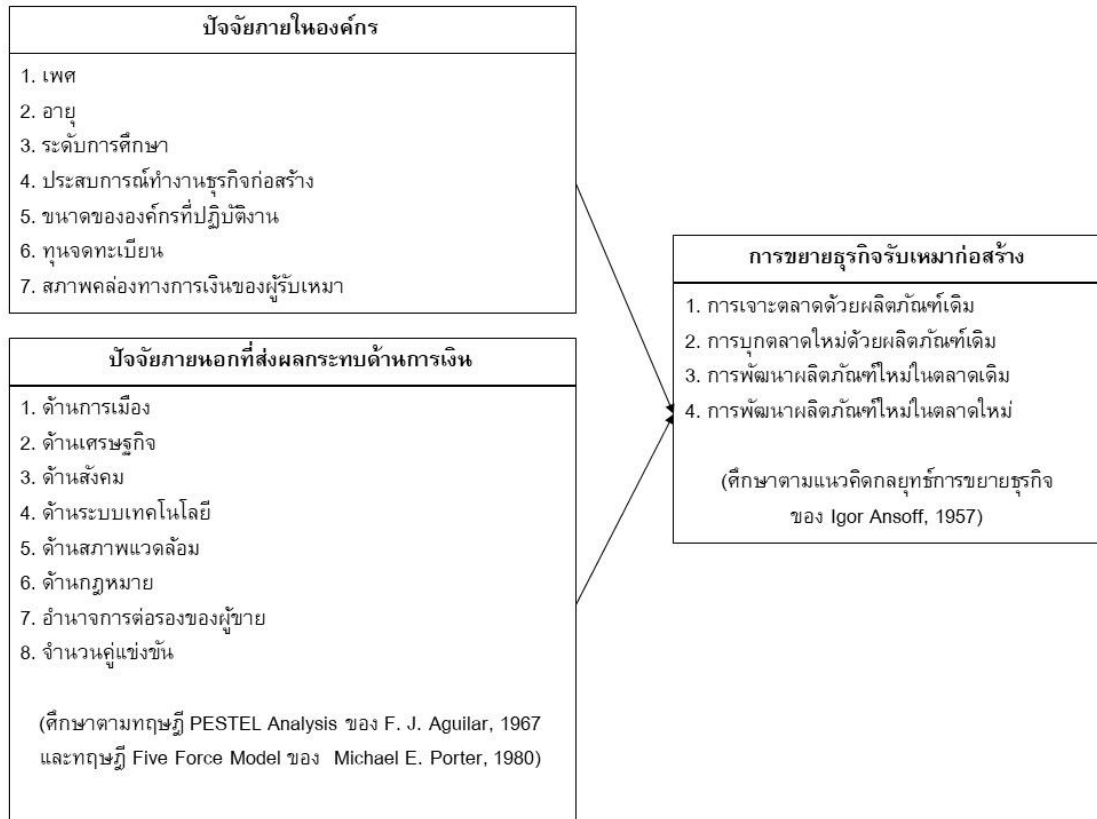 ปัจจัยภายในองค์กร
1. เพศ
2. อายุ
3. ระดับการศึกษา
4. ประสบการณ์ทำงานธุรกิจก่อสร้าง
5. ขนาดขององค์กรที่ปฏิบัติงาน
6. ทุนจดทะเบียน
7. สภาพคล่องทางการเงินของผู้รับเหมา
ปัจจัยภายนอกที่ส่งผลกระทบด้านการเงิน
1. ด้านการเมือง
2. ด้านเศรษฐกิจ
3. ด้านสังคม
4. ด้านระบบเทคโนโลยี
5. ด้านสภาพแวดล้อม
6. ด้านกฎหมาย
7. อำนาจการต่อรองของผู้ขาย
8. จำนวนคู่แข่งขัน
(ศึกษาตามทฤษฎี PESTEL Analysis ของ F. J. Aguilar, 1967
และทฤษฎี Five Force Model ของ Michael E. Porter, 1980)
การขยายธุรกิจรับเหมาก่อสร้าง
1. การเจาะตลาดด้วยผลิตภัณฑ์เดิม
2. การบุกตลาดใหม่ด้วยผลิตภัณฑ์เดิม
3. การพัฒนาผลิตภัณฑ์ใหม่ในตลาดเดิม
4. การพัฒนาผลิตภัณฑ์ใหม่ในตลาดใหม่
(ศึกษาตามแนวคิดกลยุทธ์การขยายธุรกิจ
ของ Igor Ansoff, 1957)